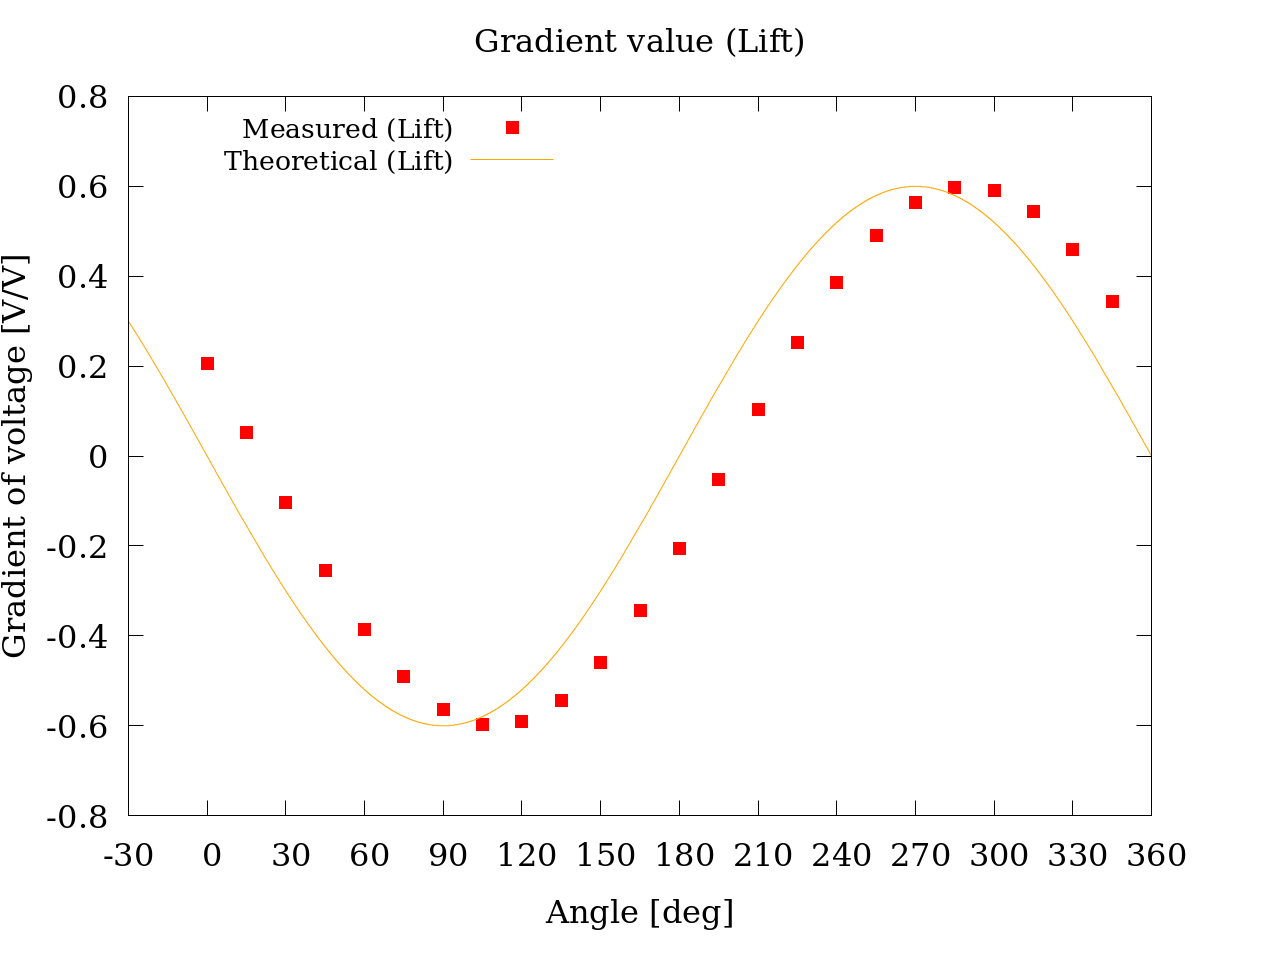 Gradient value (Lift)
Measured (Lift)
Theoretical (Lift)
0.8
0.6
0.4
0.2
0
-0.2
-0.4
-0.6
-0.8
Gradient of voltage [V/V]
-30 0 30 60 90 120 150 180 210 240 270 300 330 360
Angle [deg]